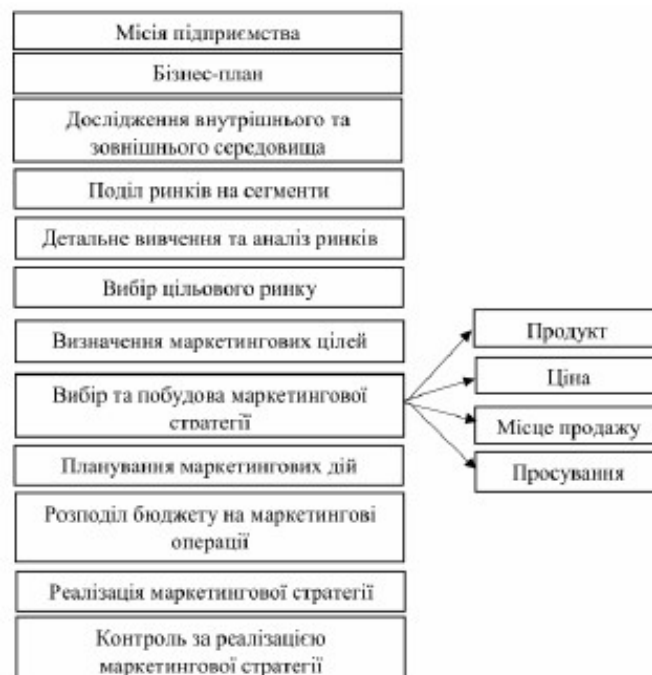 Місія підприємства
Бізнес-план
Дослідження внутрішнього та
зовнішнього середовища
Поділ ринків на сегменти
Детальне вивчення та аналіз ринків
Вибір цільового ринку
Визначення маркетингових цілей
Вибір та побудова маркетингової
стратегії
Планування маркетингових дій
Розподіл бюджету на маркетингові
операції
Реалізація маркетингової стратегії
Контроль за реалізацією
маркетингової стратегії
Продукт
Ціна
Місце продажу
Просування